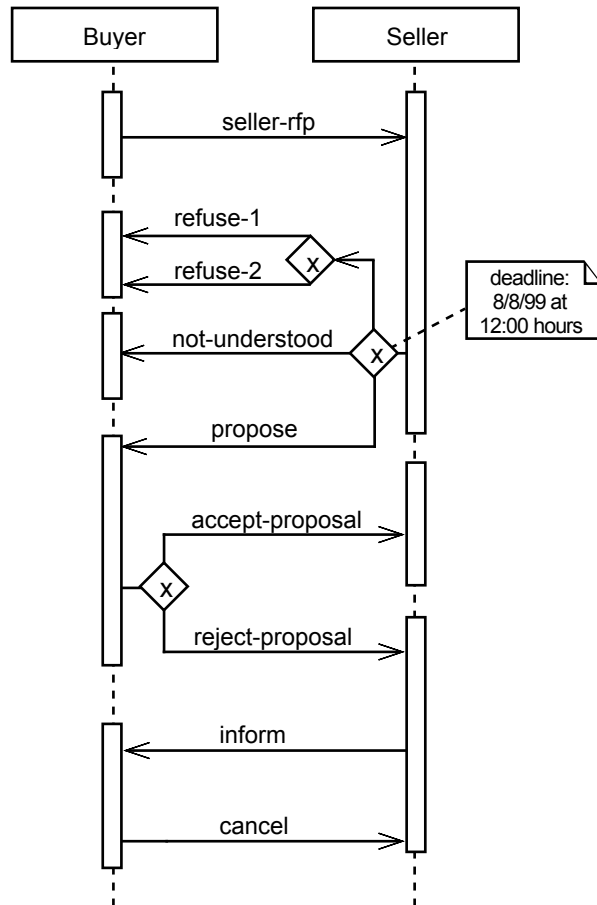 Buyer
Seller
seller-rfp
refuse-1
x
refuse-2
deadline:
8/8/99 at
12:00 hours
not-understood
x
propose
accept-proposal
x
reject-proposal
inform
cancel